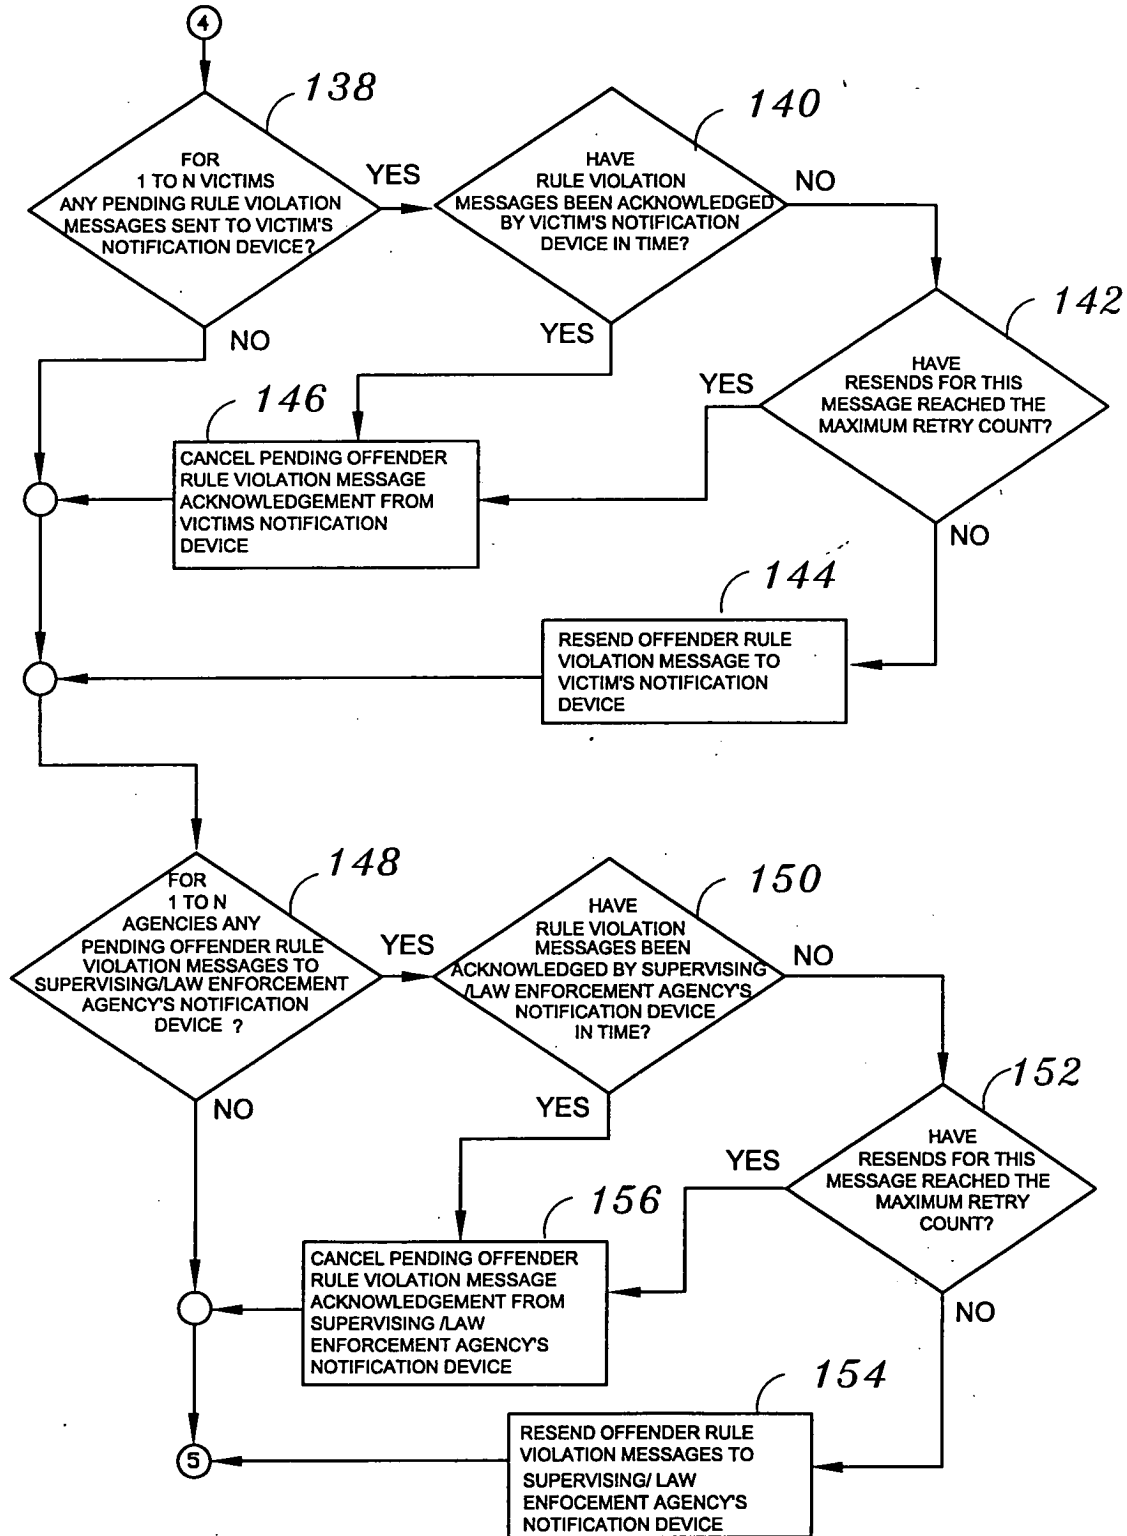 4
138
FOR
1 TO N VICTIMS
ANY PENDING RULE VIOLATION
MESSAGES SENT TO VICTIM'S
NOTIFICATION DEVICE?
YES
NO
140
HAVE
RULE VIOLATION
MESSAGES BEEN ACKNOWLEDGED
BY VICTIM'S NOTIFICATION
DEVICE IN TIME?
NO
YES
142
HAVE
RESENDS FOR THIS
MESSAGE REACHED THE
MAXIMUM RETRY COUNT?
YES
NO
146
CANCEL PENDING OFFENDER
RULE VIOLATION MESSAGE
ACKNOWLEDGEMENT FROM
VICTIMS NOTIFICATION
DEVICE
144
RESEND OFFENDER RULE
VIOLATION MESSAGE TO
VICTIM'S NOTIFICATION
DEVICE
148
FOR
1 TO N
AGENCIES ANY
PENDING OFFENDER RULE
VIOLATION MESSAGES TO
SUPERVISING/LAW ENFORCEMENT
AGENCY'S NOTIFICATION
DEVICE ?
YES
NO
150
HAVE
RULE VIOLATION
MESSAGES BEEN
ACKNOWLEDGED BY SUPERVISING
/LAW ENFORCEMENT AGENCY'S
NOTIFICATION DEVICE
IN TIME?
NO
YES
152
HAVE
RESENDS FOR THIS
MESSAGE REACHED THE
MAXIMUM RETRY
COUNT?
YES
NO
156
CANCEL PENDING OFFENDER
RULE VIOLATION MESSAGE
ACKNOWLEDGEMENT FROM
SUPERVISING /LAW
ENFORCEMENT AGENCY'S
NOTIFICATION DEVICE
154
RESEND OFFENDER RULE
VIOLATION MESSAGES TO
SUPERVISING/ LAW
ENFOCEMENT AGENCY'S
NOTIFICATION DEVICE
5